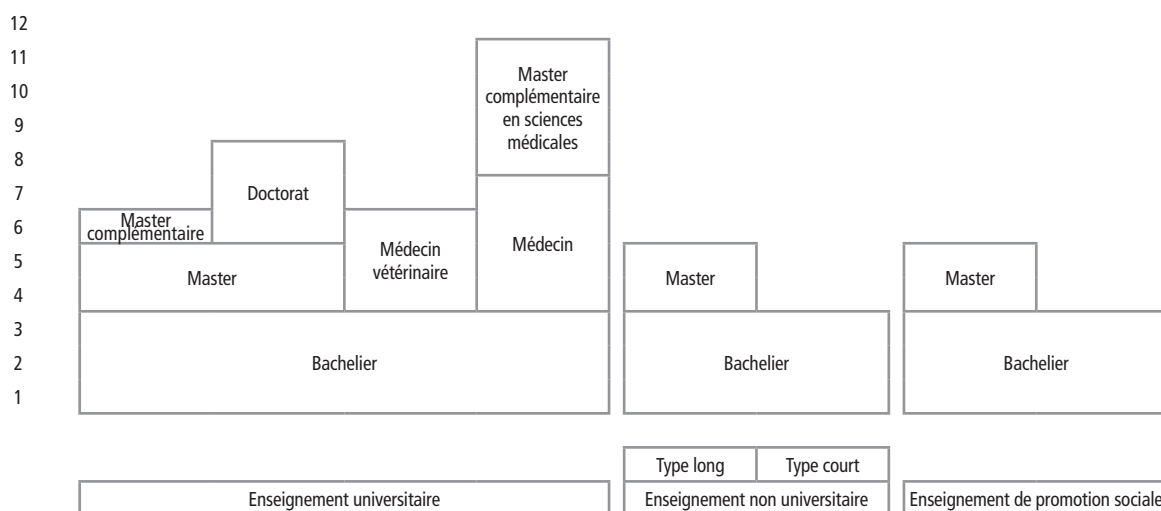 12
11
10
9
8
7
6
5
4
3
2
1
Master
complémentaire
en sciences
médicales
Doctorat
Master
complémentaire
Médecin
vétérinaire
Médecin
Master
Master
Master
Bachelier
Bachelier
Bachelier
Type long
Type court
Enseignement universitaire
Enseignement non universitaire
Enseignement de promotion sociale